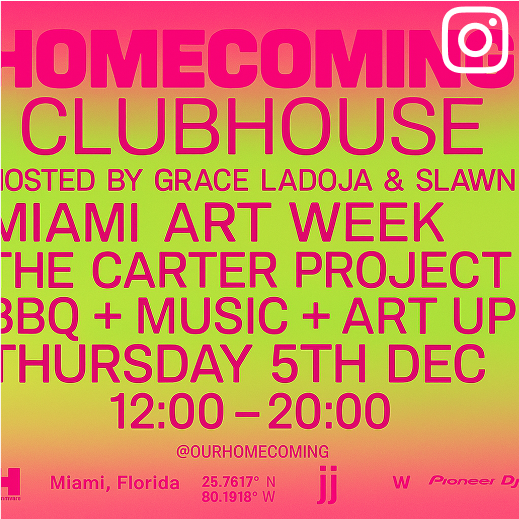 HOMECOMING
CLUBHOUSE
HOSTED BY GRACE LADOJA & SLAWN
MIAMI ART WEEK
THE CARTER PROJECT
BBQ + MUSIC + ART UP
THURSDAY 5TH DEC
12:00 – 20:00
@OURHOMECOMING
H Miami, Florida 25.7617° N jj W Pioneer Dj
80.1918° W